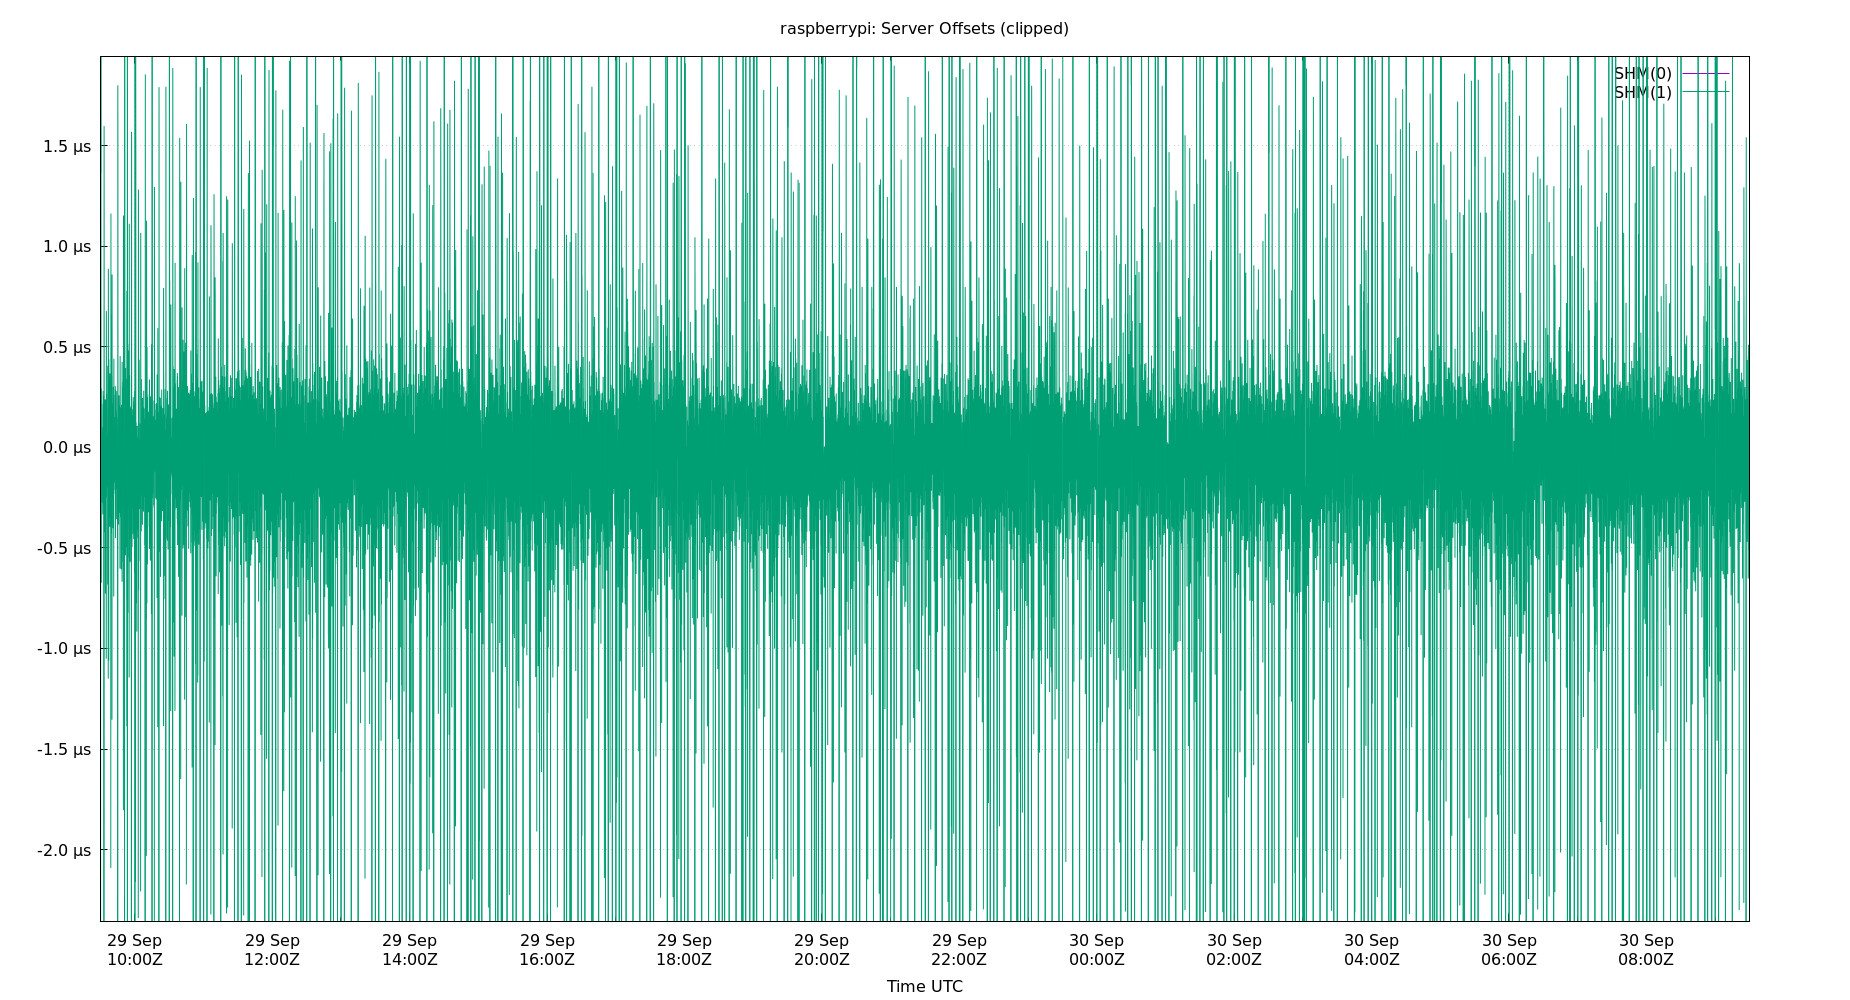 raspberrypi: Server Offsets (clipped)
SHM(0)
SHM(1)
1.5 µs
1.0 µs
0.5 µs
0.0 µs
-0.5 µs
-1.0 µs
-1.5 µs
-2.0 µs
29 Sep 29 Sep 29 Sep 29 Sep 29 Sep 29 Sep 29 Sep 30 Sep 30 Sep 30 Sep 30 Sep 30 Sep
10:00Z 12:00Z 14:00Z 16:00Z 18:00Z 20:00Z 22:00Z 00:00Z 02:00Z 04:00Z 06:00Z 08:00Z
Time UTC